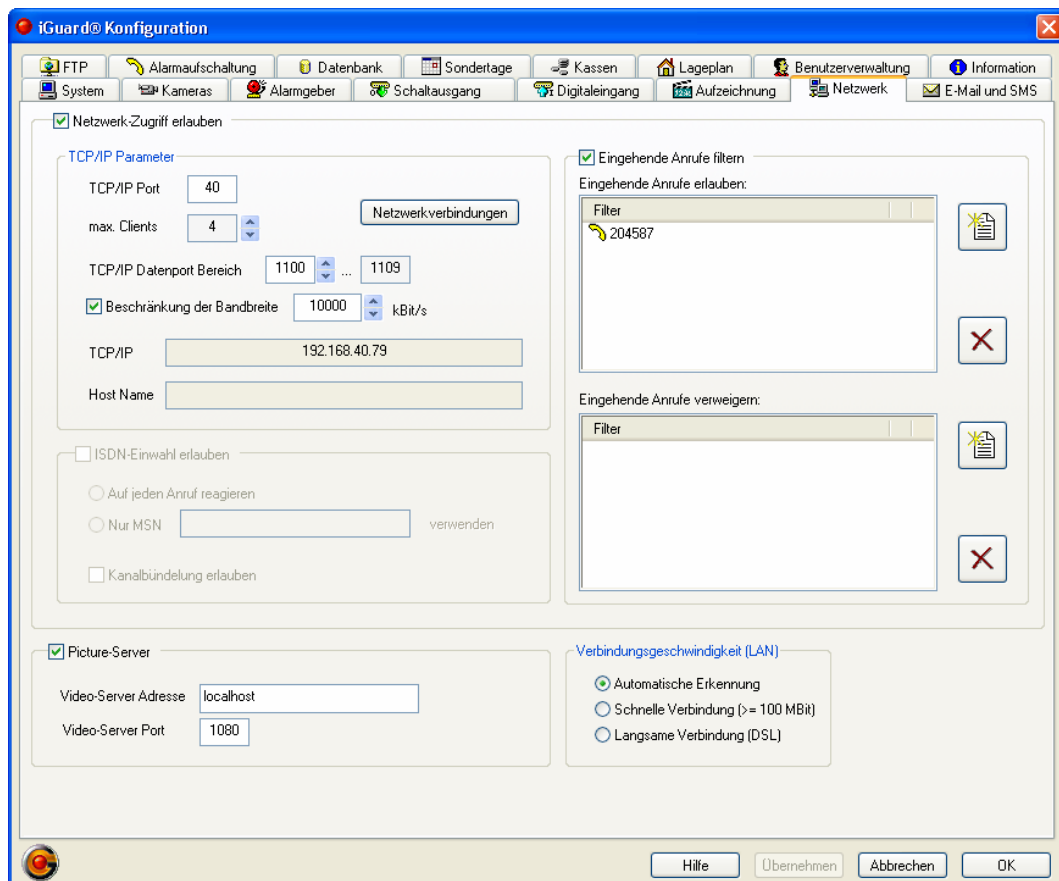 iGuard® Konfiguration
FTP
Alarmaufschaltung
Datenbank
Sondertage
Kassen
Lageplan
Benutzerverwaltung
Information
System
Kameras
Alarmgeber
Schaltausgang
Digitaleingang
Aufzeichnung
Netzwerk
E-Mail und SMS
Netzwerk-Zugriff erlauben
TCP/IP Parameter
TCP/IP Port 40
max. Clients 4
Netzwerkverbindungen
TCP/IP Datenport Bereich 1100 ... 1109
Beschränkung der Bandbreite 10000 kBit/s
TCP/IP 192.168.40.79
Host Name
ISDN-Einwahl erlauben
Auf jeden Anruf reagieren
Nur MSN verwenden
Kanalbündelung erlauben
Eingehende Anrufe filtern
Eingehende Anrufe erlauben:
Filter
204587
Eingehende Anrufe verweigern:
Filter
Picture-Server
Video-Server Adresse localhost
Video-Server Port 1080
Verbindungsgeschwindigkeit (LAN)
Automatische Erkennung
Schnelle Verbindung (>= 100 MBit)
Langsame Verbindung (DSL)
Hilfe
Übernehmen
Abbrechen
OK